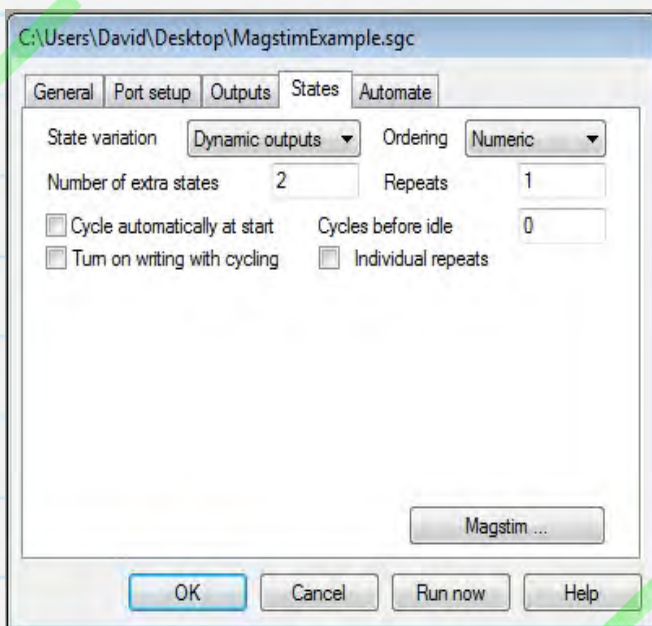 C:\Users\David\Desktop\MagstimExample.sgc
General Port setup Outputs States Automate
State variation Dynamic outputs Ordering Numeric
Number of extra states 2 Repeats 1
Cycle automatically at start Cycles before idle 0
Turn on writing with cycling Individual repeats
Magstim ...
OK Cancel Run now Help